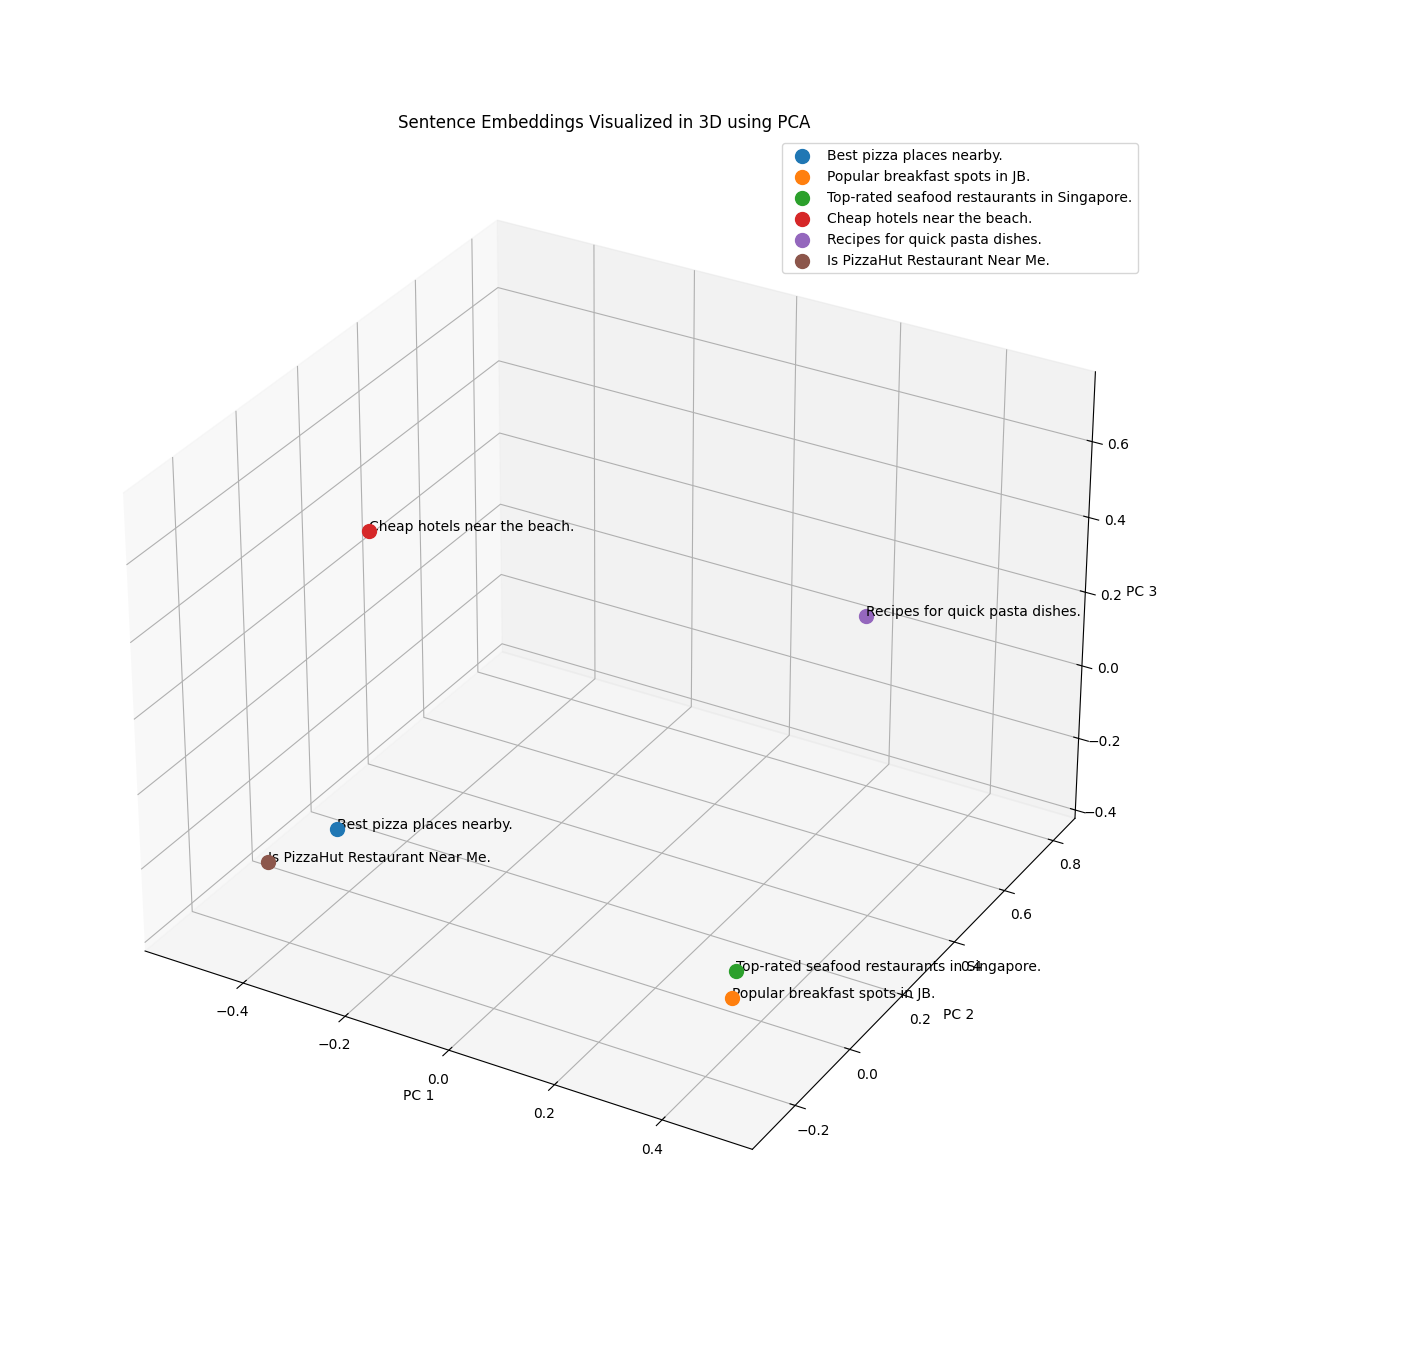 Sentence Embeddings Visualized in 3D using PCA
Best pizza places nearby.
Popular breakfast spots in JB.
Top-rated seafood restaurants in Singapore.
Cheap hotels near the beach.
Recipes for quick pasta dishes.
Is PizzaHut Restaurant Near Me.
0.6
0.4
Cheap hotels near the beach.
0.2 PC 3
Recipes for quick pasta dishes.
0.0
−0.2
−0.4
Best pizza places nearby.
Is PizzaHut Restaurant Near Me.
0.8
0.6
Top-rated seafood restaurants in Singapore.
0.4
Popular breakfast spots in JB.
−0.4
0.2 PC 2
−0.2
0.0
0.0
PC 1
0.2
−0.2
0.4